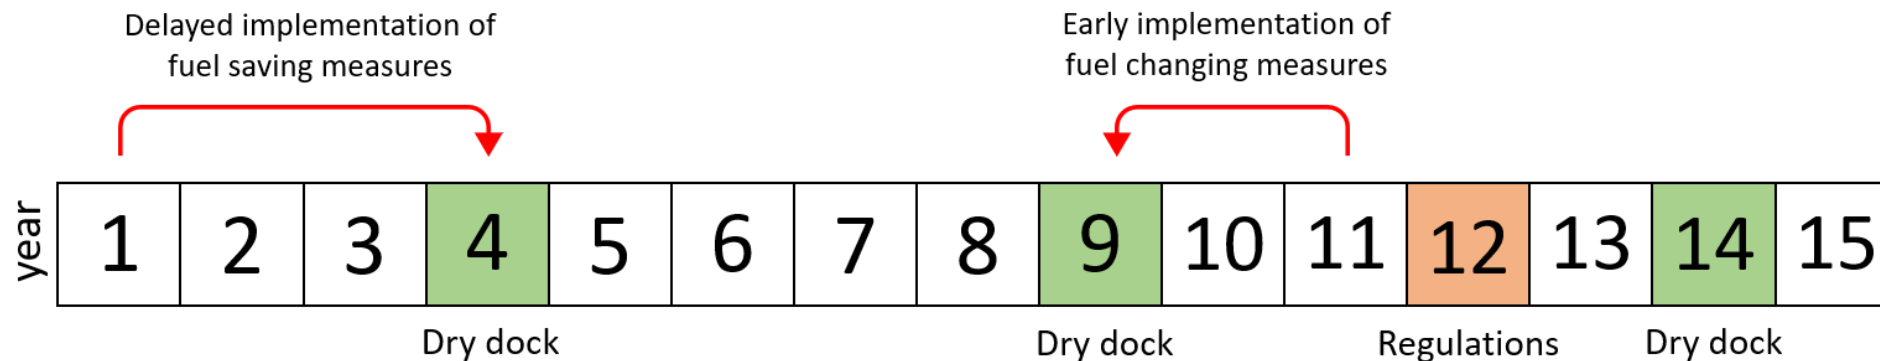 Delayed implementation of
fuel saving measures
Early implementation of
fuel changing measures
year
1 2 3 4 5 6 7 8 9 10 11 12 13 14 15
Dry dock Dry dock Regulations Dry dock